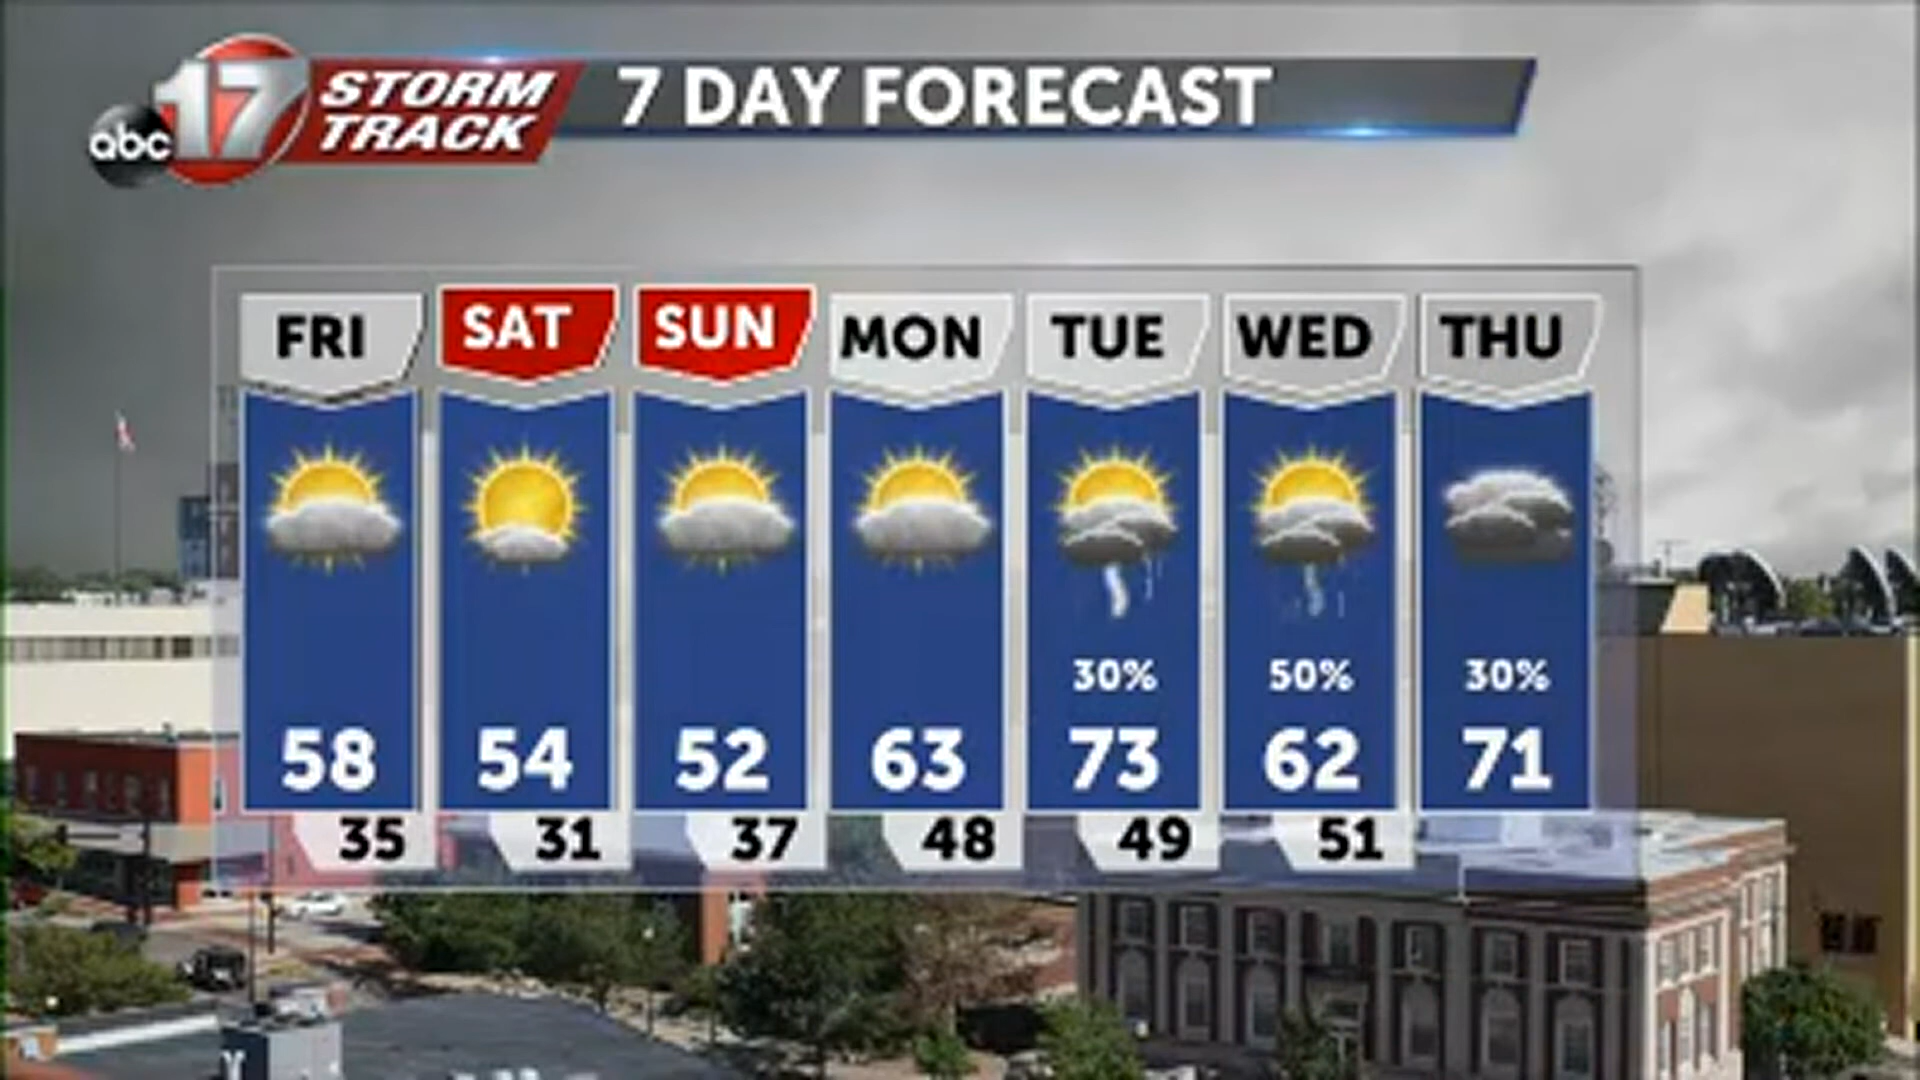 abc 17 STORM TRACK
7 DAY FORECAST
FRI SAT SUN MON TUE WED THU
30% 50% 30%
58 54 52 63 73 62 71
35 31 37 48 49 51